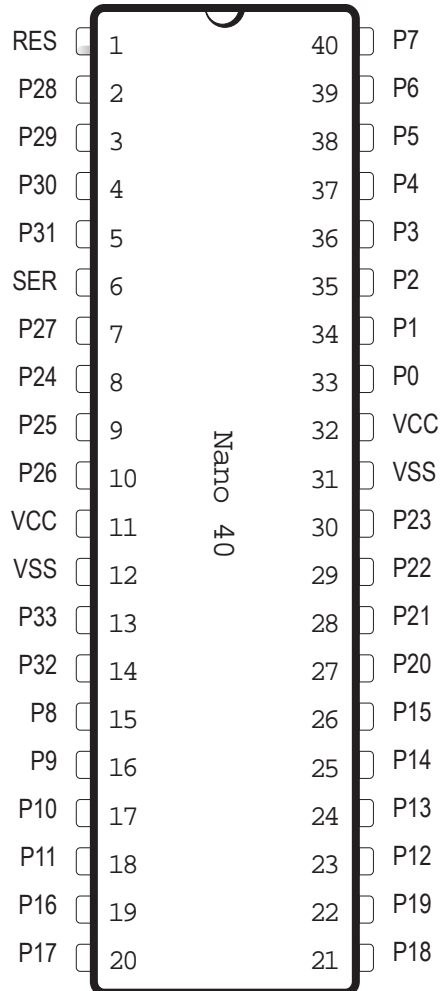 RES 1 40 P7
P28 2 39 P6
P29 3 38 P5
P30 4 37 P4
P31 5 36 P3
SER 6 35 P2
P27 7 34 P1
P24 8 33 P0
P25 9 32 VCC
P26 10 31 VSS
VCC 11 30 P23
VSS 12 29 P22
P33 13 28 P21
P32 14 27 P20
P8 15 26 P15
P9 16 25 P14
P10 17 24 P13
P11 18 23 P12
P16 19 22 P19
P17 20 21 P18
Nano 40